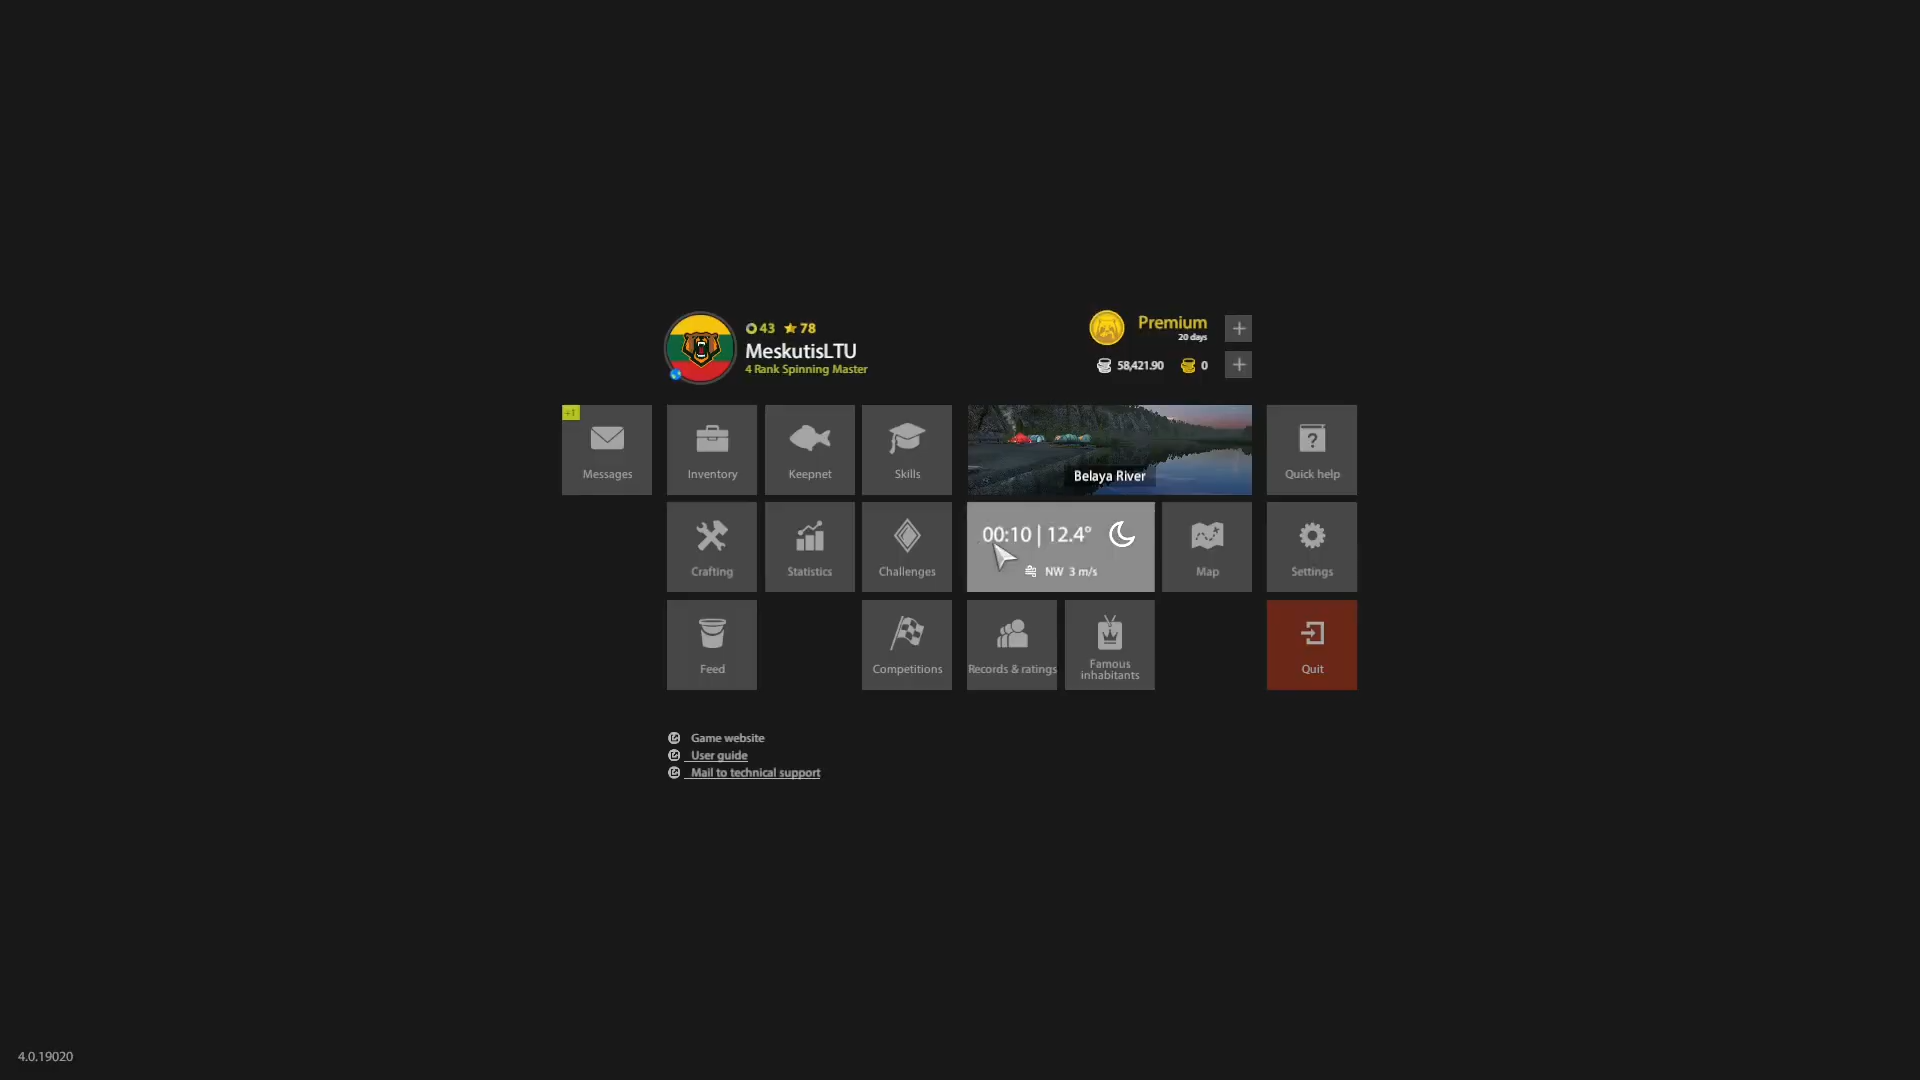 43 78
MeskutisLTU
4 Rank Spinning Master
Premium
20 days
58,421.90 0
+1
Messages
Inventory
Keepnet
Skills
Belaya River
Quick help
Crafting
Statistics
Challenges
00:10 | 12.4°
NW 3 m/s
Map
Settings
Feed
Competitions
Records & ratings
Famous
inhabitants
Quit
Game website
User guide
Mail to technical support
4.0.19020